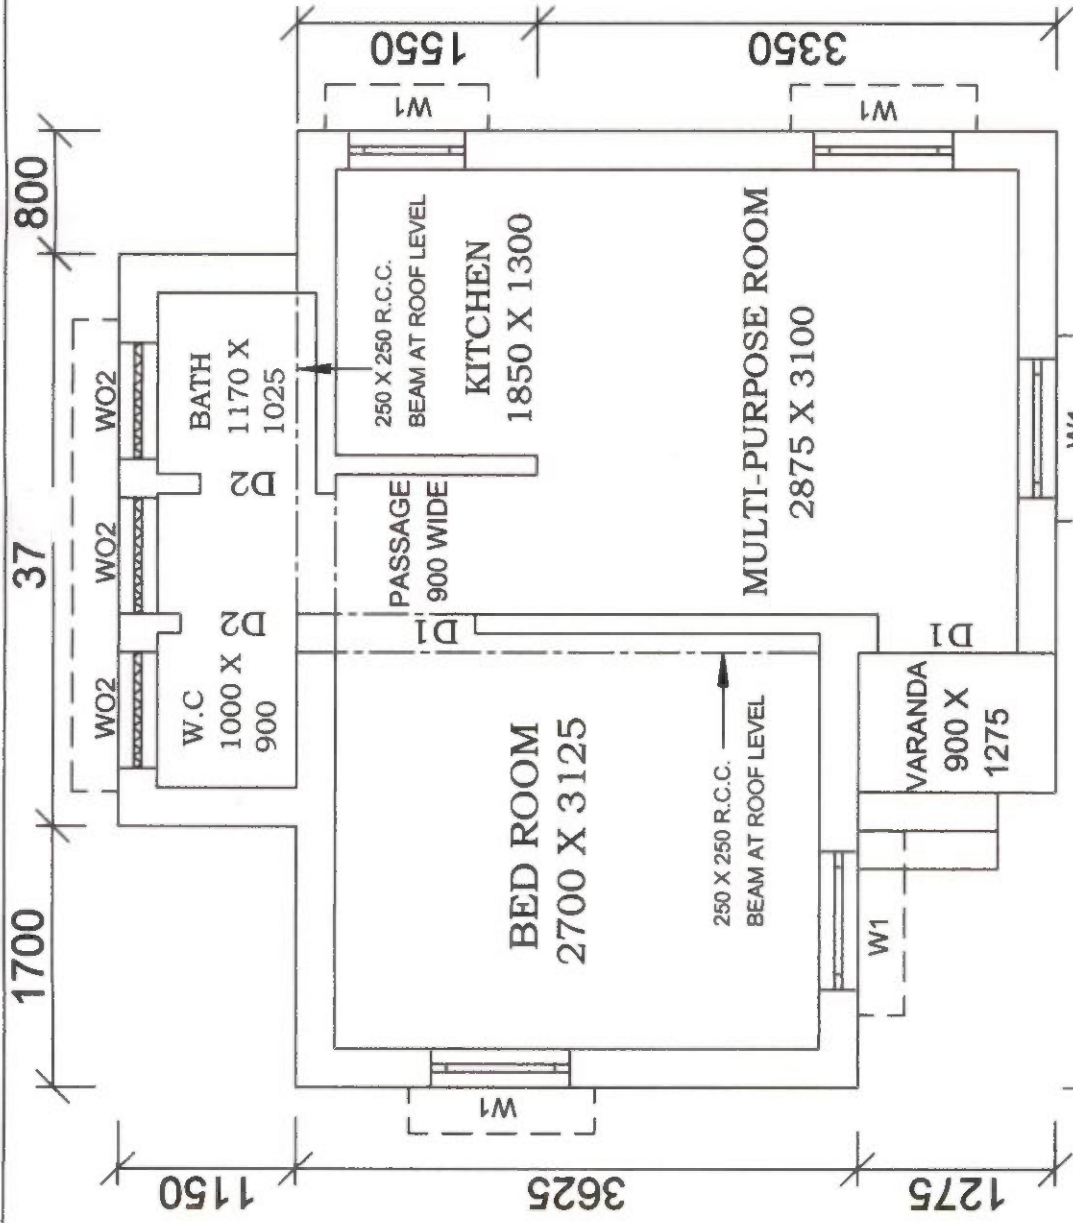 800
37
1700
1550
3350
W1
W1
WO2
WO2
WO2
BATH
1170 X
1025
D2
D2
W.C
1000 X
900
250 X 250 R.C.C.
BEAM AT ROOF LEVEL
KITCHEN
1850 X 1300
PASSAGE
900 WIDE
D1
MULTI-PURPOSE ROOM
2875 X 3100
D1
BED ROOM
2700 X 3125
250 X 250 R.C.C.
BEAM AT ROOF LEVEL
VARANDA
900 X
1275
W1
W1
W1
1150
3625
1275